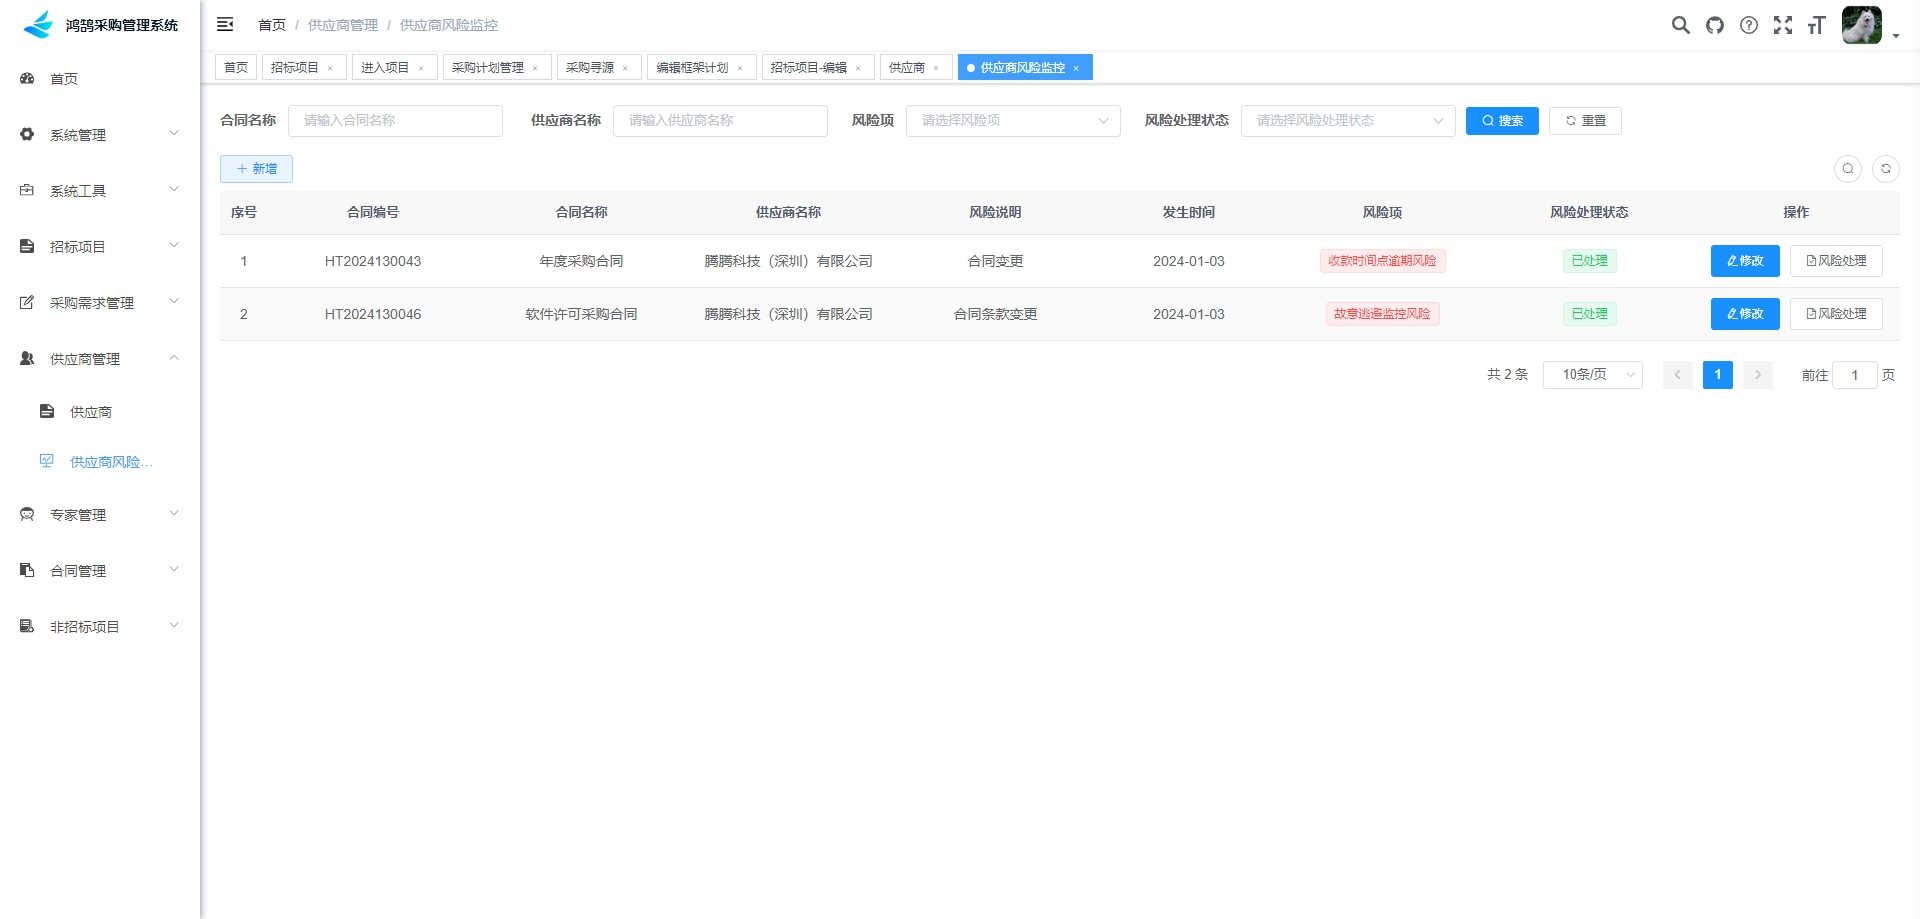 鸿鹄采购管理系统
首页 / 供应商管理 / 供应商风险监控
首页
系统管理
系统工具
招标项目
采购需求管理
供应商管理
供应商
供应商风险...
专家管理
合同管理
非招标项目
首页 招标项目 × 进入项目 × 采购计划管理 × 采购寻源 × 编辑框架计划 × 招标项目-编辑 × 供应商 × 供应商风险监控 ×
合同名称 请输入合同名称 供应商名称 请输入供应商名称 风险项 请选择风险项 风险处理状态 请选择风险处理状态 搜索 重置
+ 新增
序号 合同编号 合同名称 供应商名称 风险说明 发生时间 风险项 风险处理状态 操作
1 HT2024130043 年度采购合同 腾腾科技（深圳）有限公司 合同变更 2024-01-03 收款时间点逾期风险 已处理 修改 风险处理
2 HT2024130046 软件许可采购合同 腾腾科技（深圳）有限公司 合同条款变更 2024-01-03 故意逃避监控风险 已处理 修改 风险处理
共 2 条 10条/页 < 1 > 前往 1 页